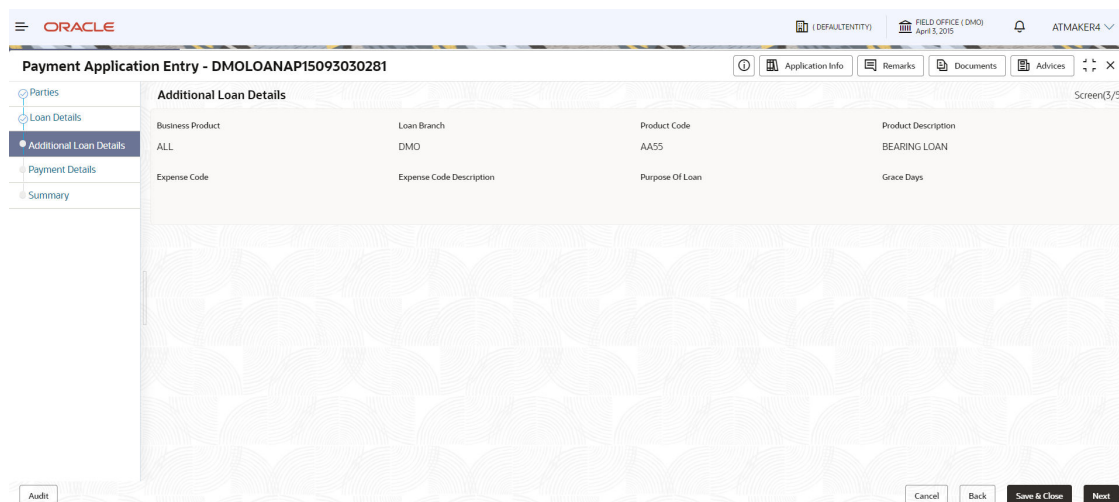 ORACLE
( DEFAULTENTITY)
FIELD OFFICE ( DMO)
April 3, 2015
ATMAKER4
Payment Application Entry - DMOLOANAP15093030281
Application Info
Remarks
Documents
Advices
Parties
Loan Details
Additional Loan Details
Payment Details
Summary
Additional Loan Details
Screen(3/5
Business Product
Loan Branch
Product Code
Product Description
ALL
DMO
AA55
BEARING LOAN
Expense Code
Expense Code Description
Purpose Of Loan
Grace Days
Audit
Cancel
Back
Save & Close
Next